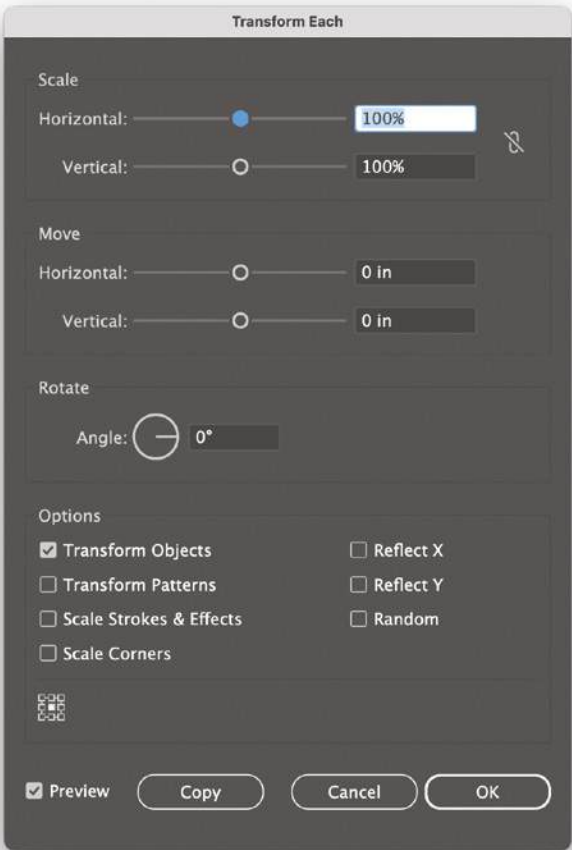 Transform Each
Scale
Horizontal: 100%
Vertical: 100%
Move
Horizontal: 0 in
Vertical: 0 in
Rotate
Angle: 0°
Options
Transform Objects Reflect X
Transform Patterns Reflect Y
Scale Strokes & Effects Random
Scale Corners
Preview Copy Cancel OK